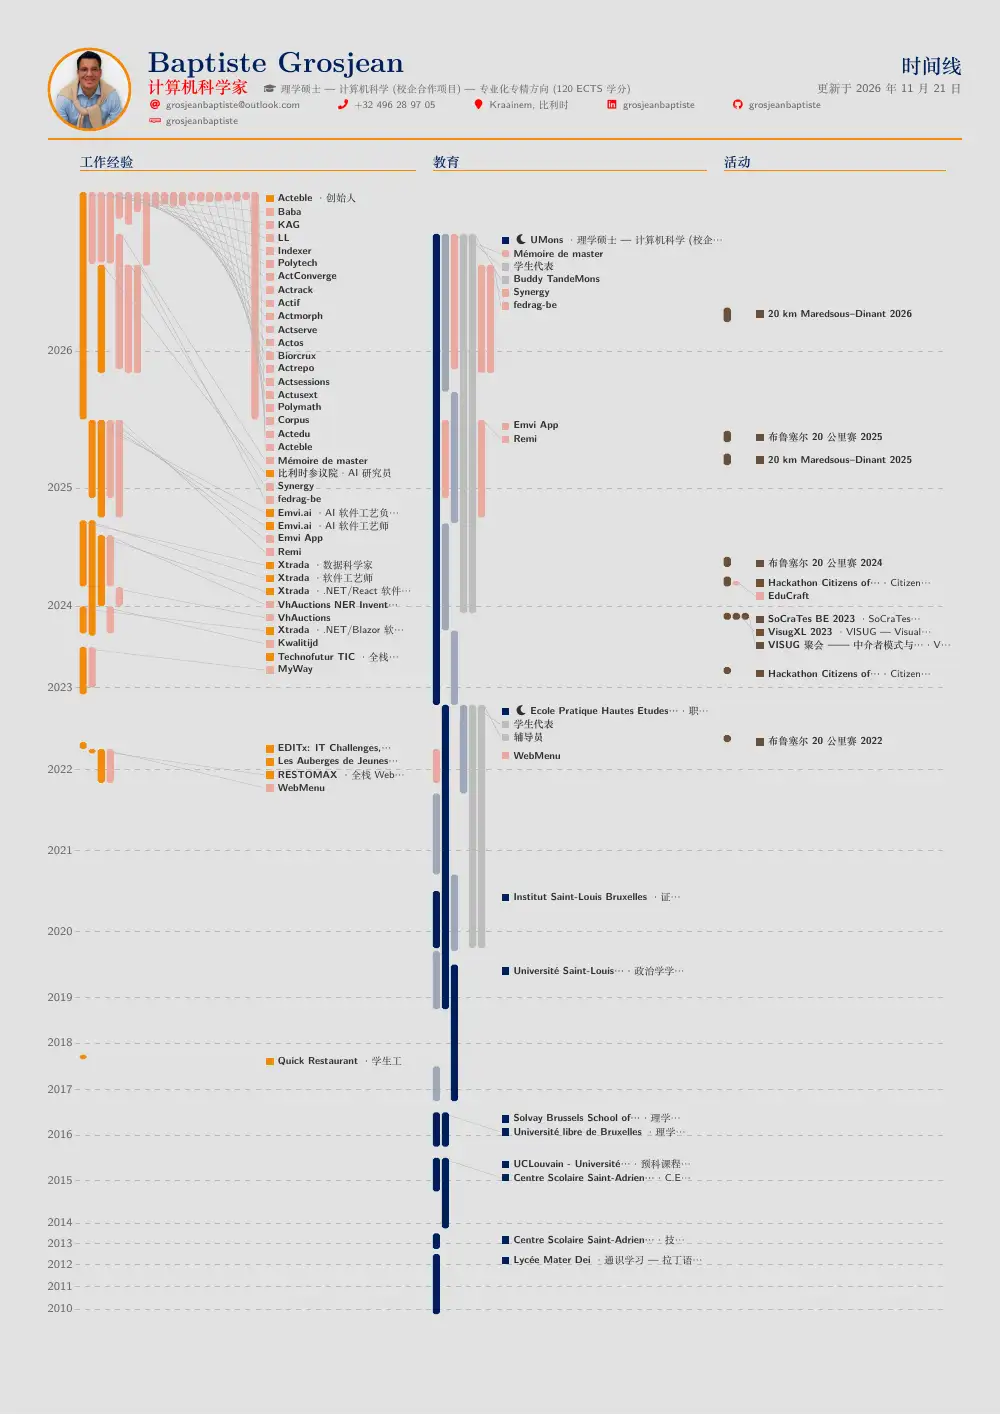 Baptiste Grosjean
时间线
计算机科学家 理学硕士 — 计算机科学 (校企合作项目) — 专业化专精方向 (120 ECTS 学分)
更新于 2026 年 11 月 21 日
grosjeanbaptiste@outlook.com +32 496 28 97 05 Kraainem, 比利时 grosjeanbaptiste grosjeanbaptiste
grosjeanbaptiste
工作经验
Acteble · 创始人
Baba
KAG
LL
Indexer
Polytech
ActConverge
Actrack
Actif
Actmorph
Actserve
Actos
Biorcrux
Actrepo
Actsessions
Actusext
Polymath
Corpus
Actedu
Acteble
Mémoire de master
比利时参议院 · AI 研究员
Synergy
fedrag-be
Emvi.ai · AI 软件工艺负···
Emvi.ai · AI 软件工艺师
Emvi App
Remi
Xtrada · 数据科学家
Xtrada · 软件工艺师
Xtrada · .NET/React 软件···
VhAuctions NER Invent···
VhAuctions
Xtrada · .NET/Blazor 软···
Kwalitijd
Technofutur TIC · 全栈···
MyWay
EDITx: IT Challenges,···
Les Auberges de Jeunes···
RESTOMAX · 全栈 Web···
WebMenu
Quick Restaurant · 学生工
教育
UMons · 理学硕士 — 计算机科学 (校企···
Mémoire de master
学生代表
Buddy TandeMons
Synergy
fedrag-be
Emvi App
Remi
Ecole Pratique Hautes Etudes··· · 职···
学生代表
辅导员
WebMenu
Institut Saint-Louis Bruxelles · 证···
Université Saint-Louis··· · 政治学学···
Solvay Brussels School of··· · 理学···
Université libre de Bruxelles · 理学···
UCLouvain - Université··· · 预科课程···
Centre Scolaire Saint-Adrien··· · C.E···
Centre Scolaire Saint-Adrien··· · 技···
Lycée Mater Dei · 通识学习 — 拉丁语···
活动
20 km Maredsous–Dinant 2026
布鲁塞尔 20 公里赛 2025
20 km Maredsous–Dinant 2025
布鲁塞尔 20 公里赛 2024
Hackathon Citizens of··· · Citizen···
EduCraft
SoCraTes BE 2023 · SoCraTes···
VisugXL 2023 · VISUG — Visual···
VISUG 聚会 —— 中介者模式与··· · V···
Hackathon Citizens of··· · Citizen···
布鲁塞尔 20 公里赛 2022
2026
2025
2024
2023
2022
2021
2020
2019
2018
2017
2016
2015
2014
2013
2012
2011
2010